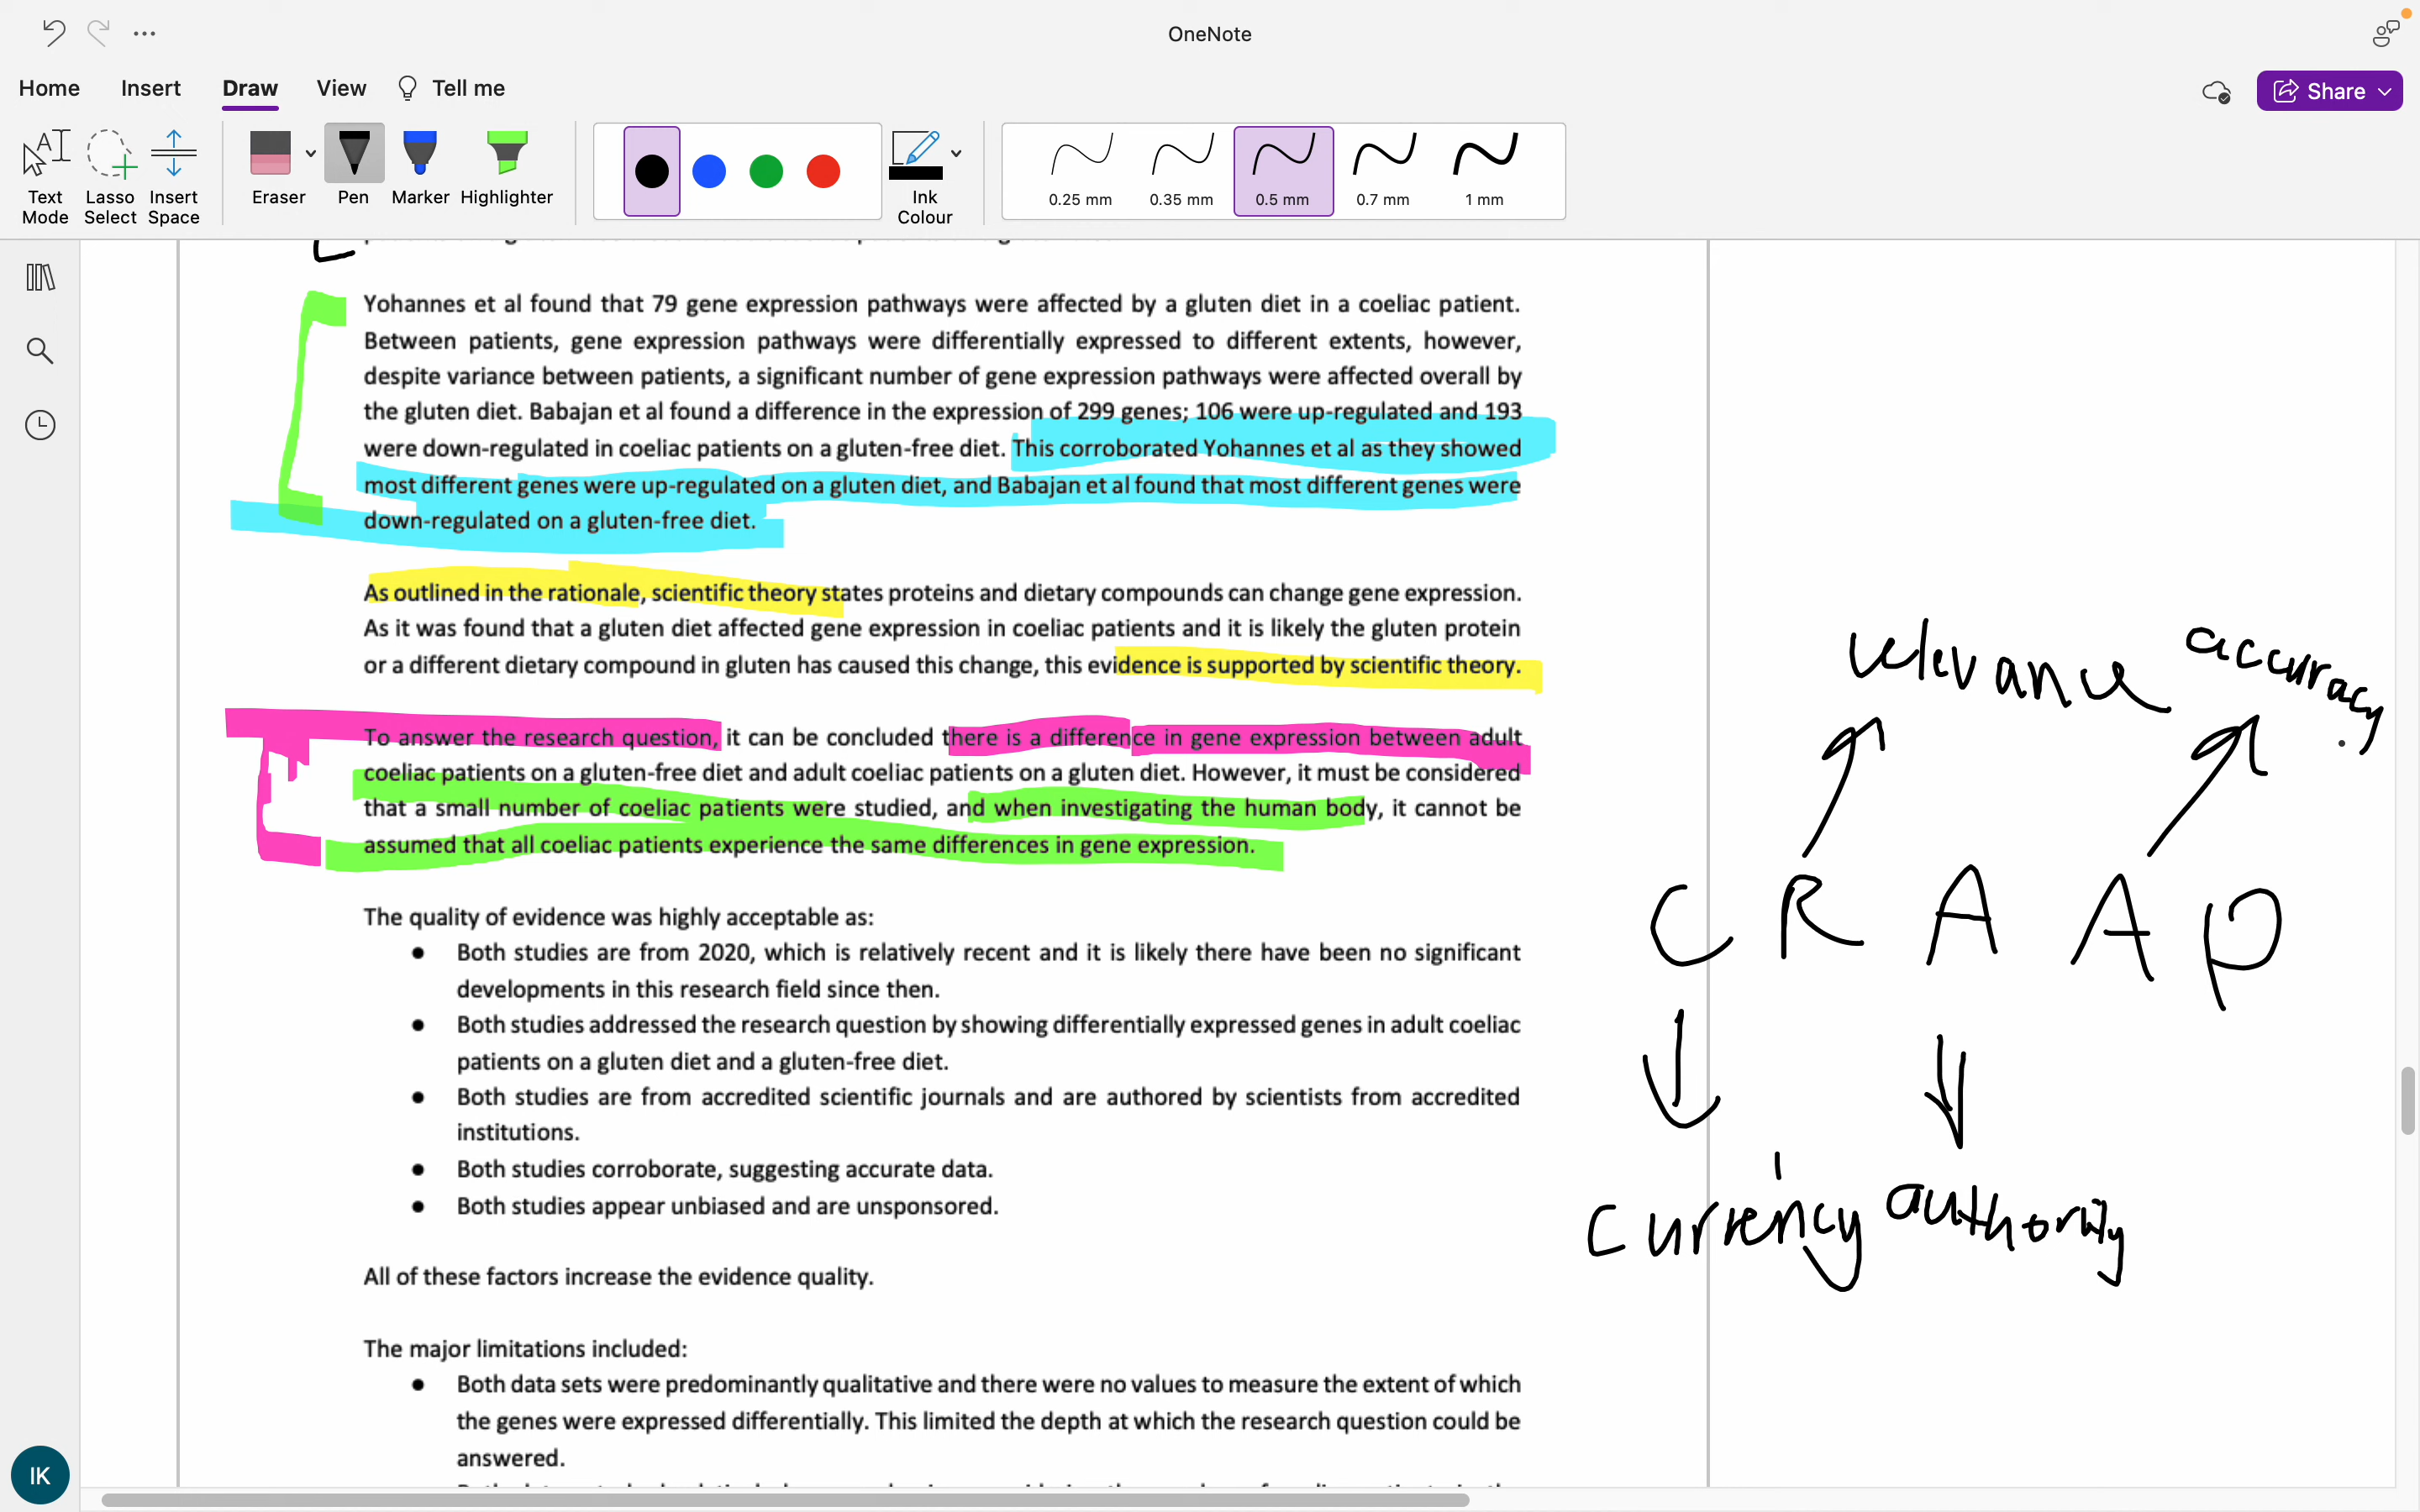 OneNote
Home Insert Draw View Tell me
Share
Text Mode
Lasso Select
Insert Space
Eraser
Pen
Marker
Highlighter
Ink Colour
0.25 mm
0.35 mm
0.5 mm
0.7 mm
1 mm
Yohannes et al found that 79 gene expression pathways were affected by a gluten diet in a coeliac patient.
Between patients, gene expression pathways were differentially expressed to different extents, however,
despite variance between patients, a significant number of gene expression pathways were affected overall by
the gluten diet. Babajan et al found a difference in the expression of 299 genes; 106 were up-regulated and 193
were down-regulated in coeliac patients on a gluten-free diet. This corroborated Yohannes et al as they showed
most different genes were up-regulated on a gluten diet, and Babajan et al found that most different genes were
down-regulated on a gluten-free diet.
As outlined in the rationale, scientific theory states proteins and dietary compounds can change gene expression.
As it was found that a gluten diet affected gene expression in coeliac patients and it is likely the gluten protein
or a different dietary compound in gluten has caused this change, this evidence is supported by scientific theory.
To answer the research question, it can be concluded there is a difference in gene expression between adult
coeliac patients on a gluten-free diet and adult coeliac patients on a gluten diet. However, it must be considered
that a small number of coeliac patients were studied, and when investigating the human body, it cannot be
assumed that all coeliac patients experience the same differences in gene expression.
The quality of evidence was highly acceptable as:
● Both studies are from 2020, which is relatively recent and it is likely there have been no significant
developments in this research field since then.
● Both studies addressed the research question by showing differentially expressed genes in adult coeliac
patients on a gluten diet and a gluten-free diet.
● Both studies are from accredited scientific journals and are authored by scientists from accredited
institutions.
● Both studies corroborate, suggesting accurate data.
● Both studies appear unbiased and are unsponsored.
All of these factors increase the evidence quality.
The major limitations included:
● Both data sets were predominantly qualitative and there were no values to measure the extent of which
the genes were expressed differentially. This limited the depth at which the research question could be
answered.
relevance accuracy
C R A A P
currency authority
IK